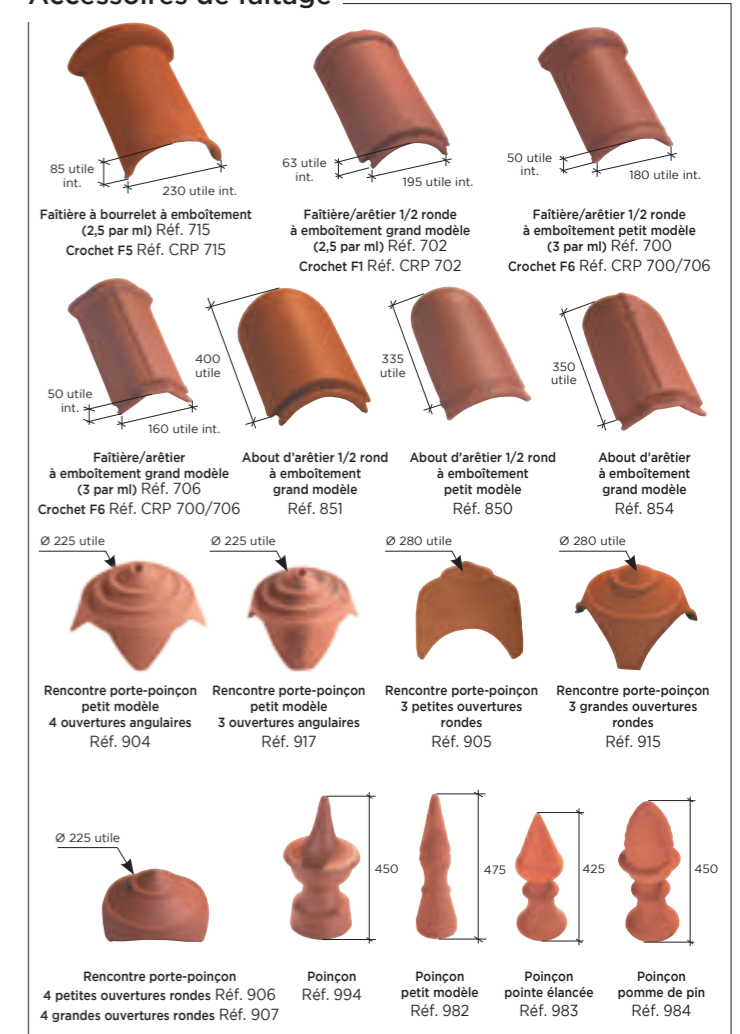 Accessoires de faîtage
85 utile
int.
230 utile int.
63 utile
int.
195 utile int.
50 utile
int.
180 utile int.
Faîtière à bourrelet à emboîtement
(2,5 par ml) Réf. 715
Crochet F5 Réf. CRP 715
Faîtière/arêtier 1/2 ronde
à emboîtement grand modèle
(2,5 par ml) Réf. 702
Crochet F1 Réf. CRP 702
Faîtière/arêtier 1/2 ronde
à emboîtement petit modèle
(3 par ml) Réf. 700
Crochet F6 Réf. CRP 700/706
50 utile
int.
160 utile int.
400
utile
335
utile
350
utile
Faîtière/arêtier
à emboîtement grand modèle
(3 par ml) Réf. 706
Crochet F6 Réf. CRP 700/706
About d'arêtier 1/2 rond
à emboîtement
grand modèle
Réf. 851
About d'arêtier 1/2 rond
à emboîtement
petit modèle
Réf. 850
About d'arêtier
à emboîtement
grand modèle
Réf. 854
Ø 225 utile
Ø 225 utile
Ø 280 utile
Ø 280 utile
Rencontre porte-poinçon
petit modèle
4 ouvertures angulaires
Réf. 904
Rencontre porte-poinçon
petit modèle
3 ouvertures angulaires
Réf. 917
Rencontre porte-poinçon
3 petites ouvertures
rondes
Réf. 905
Rencontre porte-poinçon
3 grandes ouvertures
rondes
Réf. 915
Ø 225 utile
450
475
425
450
Rencontre porte-poinçon
4 petites ouvertures rondes Réf. 906
4 grandes ouvertures rondes Réf. 907
Poinçon
Réf. 994
Poinçon
petit modèle
Réf. 982
Poinçon
pointe élancée
Réf. 983
Poinçon
pomme de pin
Réf. 984